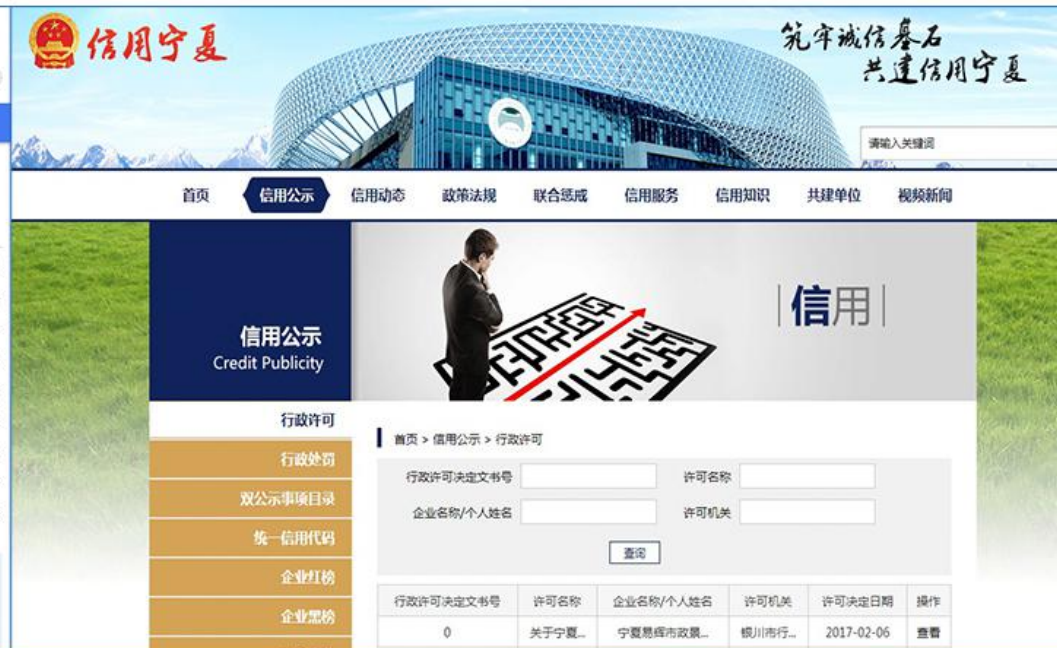 信用宁夏
筑牢诚信基石
共建信用宁夏
请输入关键词
首页 信用公示 信用动态 政策法规 联合惩戒 信用服务 信用知识 共建单位 视频新闻
信用公示
Credit Publicity
信用
行政许可
行政处罚
双公示事项目录
统一信用代码
企业红榜
企业黑榜
首页 > 信用公示 > 行政许可
行政许可决定文书号 许可名称
企业名称/个人姓名 许可机关
查询
行政许可决定文书号 许可名称 企业名称/个人姓名 许可机关 许可决定日期 操作
0 关于宁夏... 宁夏易辉市政景... 银川市行... 2017-02-06 查看